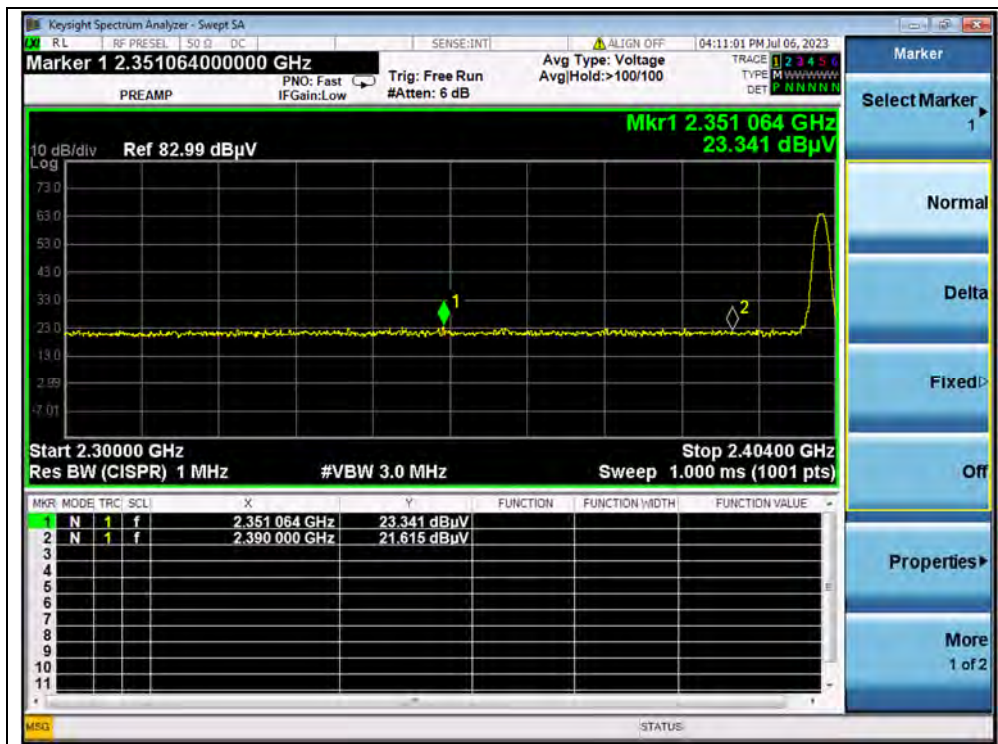 Keysight Spectrum Analyzer - Swept SA
LXI RL RF PRESEL 50 Ω DC SENSE:INT ALIGN OFF 04:11:01 PM Jul 06, 2023
Marker 1 2.351064000000 GHz
PREAMP
PNO: Fast
IFGain:Low
Trig: Free Run
#Atten: 6 dB
Avg Type: Voltage
Avg|Hold:>100/100
TRACE 1 2 3 4 5 6
TYPE M WWWWW
DET P N N N N N
Mkr1 2.351 064 GHz
23.341 dBµV
10 dB/div Ref 82.99 dBµV
Log
73.0
63.0
53.0
43.0
33.0
23.0
13.0
2.99
-7.01
1
2
Start 2.30000 GHz Stop 2.40400 GHz
Res BW (CISPR) 1 MHz #VBW 3.0 MHz Sweep 1.000 ms (1001 pts)
MKR MODE TRC SCL X Y FUNCTION FUNCTION WIDTH FUNCTION VALUE
1 N 1 f 2.351 064 GHz 23.341 dBµV
2 N 1 f 2.390 000 GHz 21.615 dBµV
3
4
5
6
7
8
9
10
11
MSG STATUS
Marker
Select Marker
1
Normal
Delta
Fixed
Off
Properties
More
1 of 2